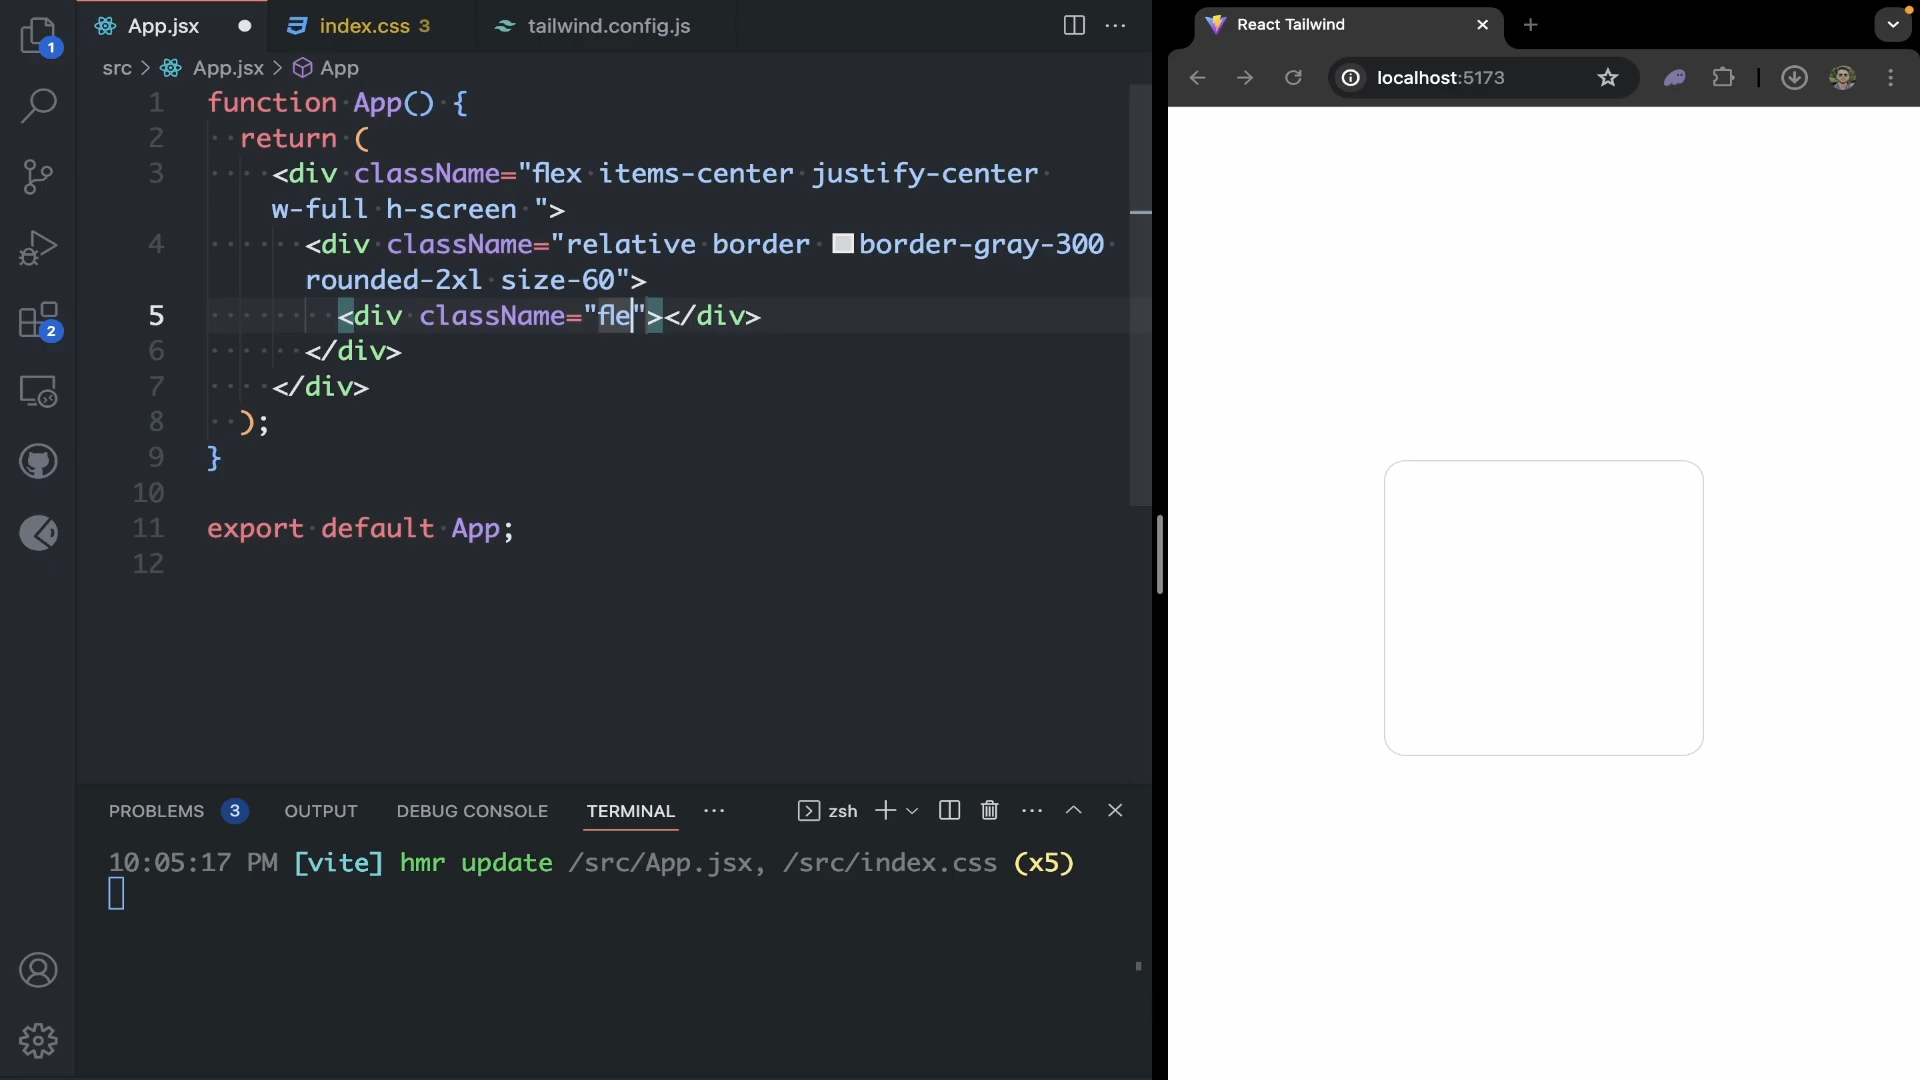 1
2
App.jsx
index.css 3
tailwind.config.js
src > App.jsx > App
1 function App() {
2 return (
3 <div className="flex items-center justify-center
w-full h-screen ">
4 <div className="relative border border-gray-300
rounded-2xl size-60">
5 <div className="fle"></div>
6 </div>
7 </div>
8 );
9 }
10
11 export default App;
12
PROBLEMS 3 OUTPUT DEBUG CONSOLE TERMINAL ··· zsh
10:05:17 PM [vite] hmr update /src/App.jsx, /src/index.css (x5)
React Tailwind
localhost:5173